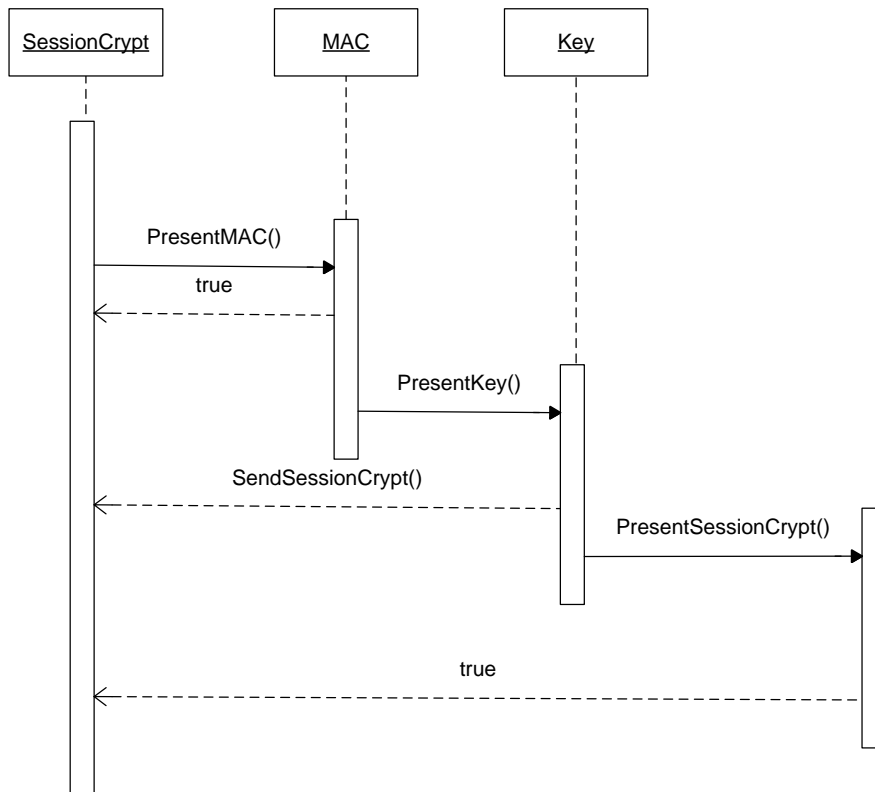 SessionCrypt
MAC
Key
PresentMAC()
true
PresentKey()
SendSessionCrypt()
PresentSessionCrypt()
true